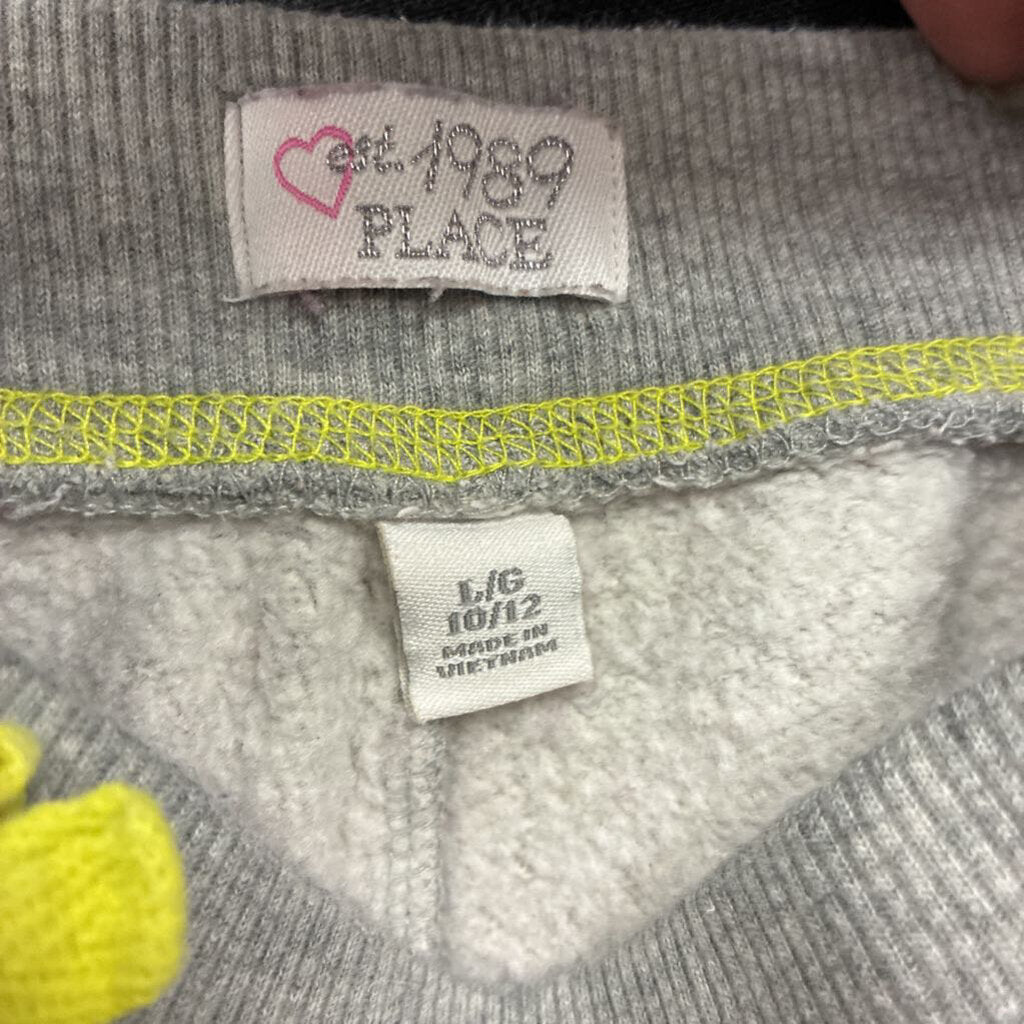 est. 1989
PLACE
L/G
10/12
MADE IN
VIETNAM